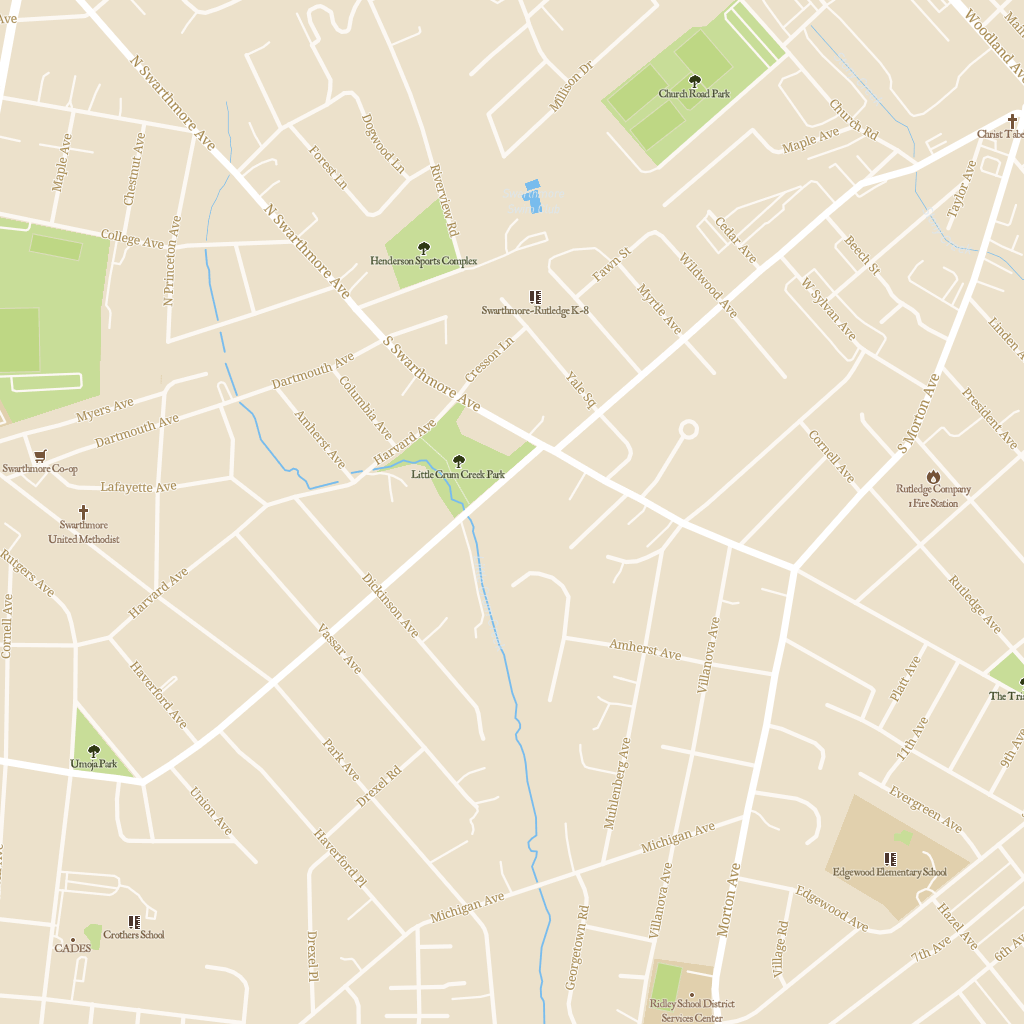 Ave
N Swarthmore Ave
Woodland Ave
Millison Dr
Church Road Park
Church Rd
Maple Ave
Christ Tabe
Maple Ave
Chestnut Ave
Forest Ln
Dogwood Ln
Riverview Rd
Taylor Ave
College Ave
N Princeton Ave
N Swarthmore Ave
Henderson Sports Complex
Fawn St
Cedar Ave
Wildwood Ave
Beech St
Swarthmore-Rutledge K-8
Myrtle Ave
W Sylvan Ave
Cresson Ln
S Swarthmore Ave
Dartmouth Ave
Columbia Ave
Yale Sq
S Morton Ave
President Ave
Myers Ave
Dartmouth Ave
Amherst Ave
Harvard Ave
Little Crum Creek Park
Cornell Ave
Swarthmore Co-op
Lafayette Ave
Rutledge Company
1 Fire Station
Swarthmore
United Methodist
Rutgers Ave
Harvard Ave
Dickinson Ave
Rutledge Ave
Cornell Ave
Vassar Ave
Amherst Ave
Villanova Ave
Haverford Ave
Platt Ave
The Tria
11th Ave
9th Ave
Umoja Park
Park Ave
Drexel Rd
Muhlenberg Ave
Union Ave
Evergreen Ave
Michigan Ave
Haverford Pl
Edgewood Elementary School
Michigan Ave
Morton Ave
Villanova Ave
Edgewood Ave
Hazel Ave
Crothers School
CADES
Drexel Pl
Georgetown Rd
Village Rd
7th Ave
6th Ave
Ridley School District
Services Center